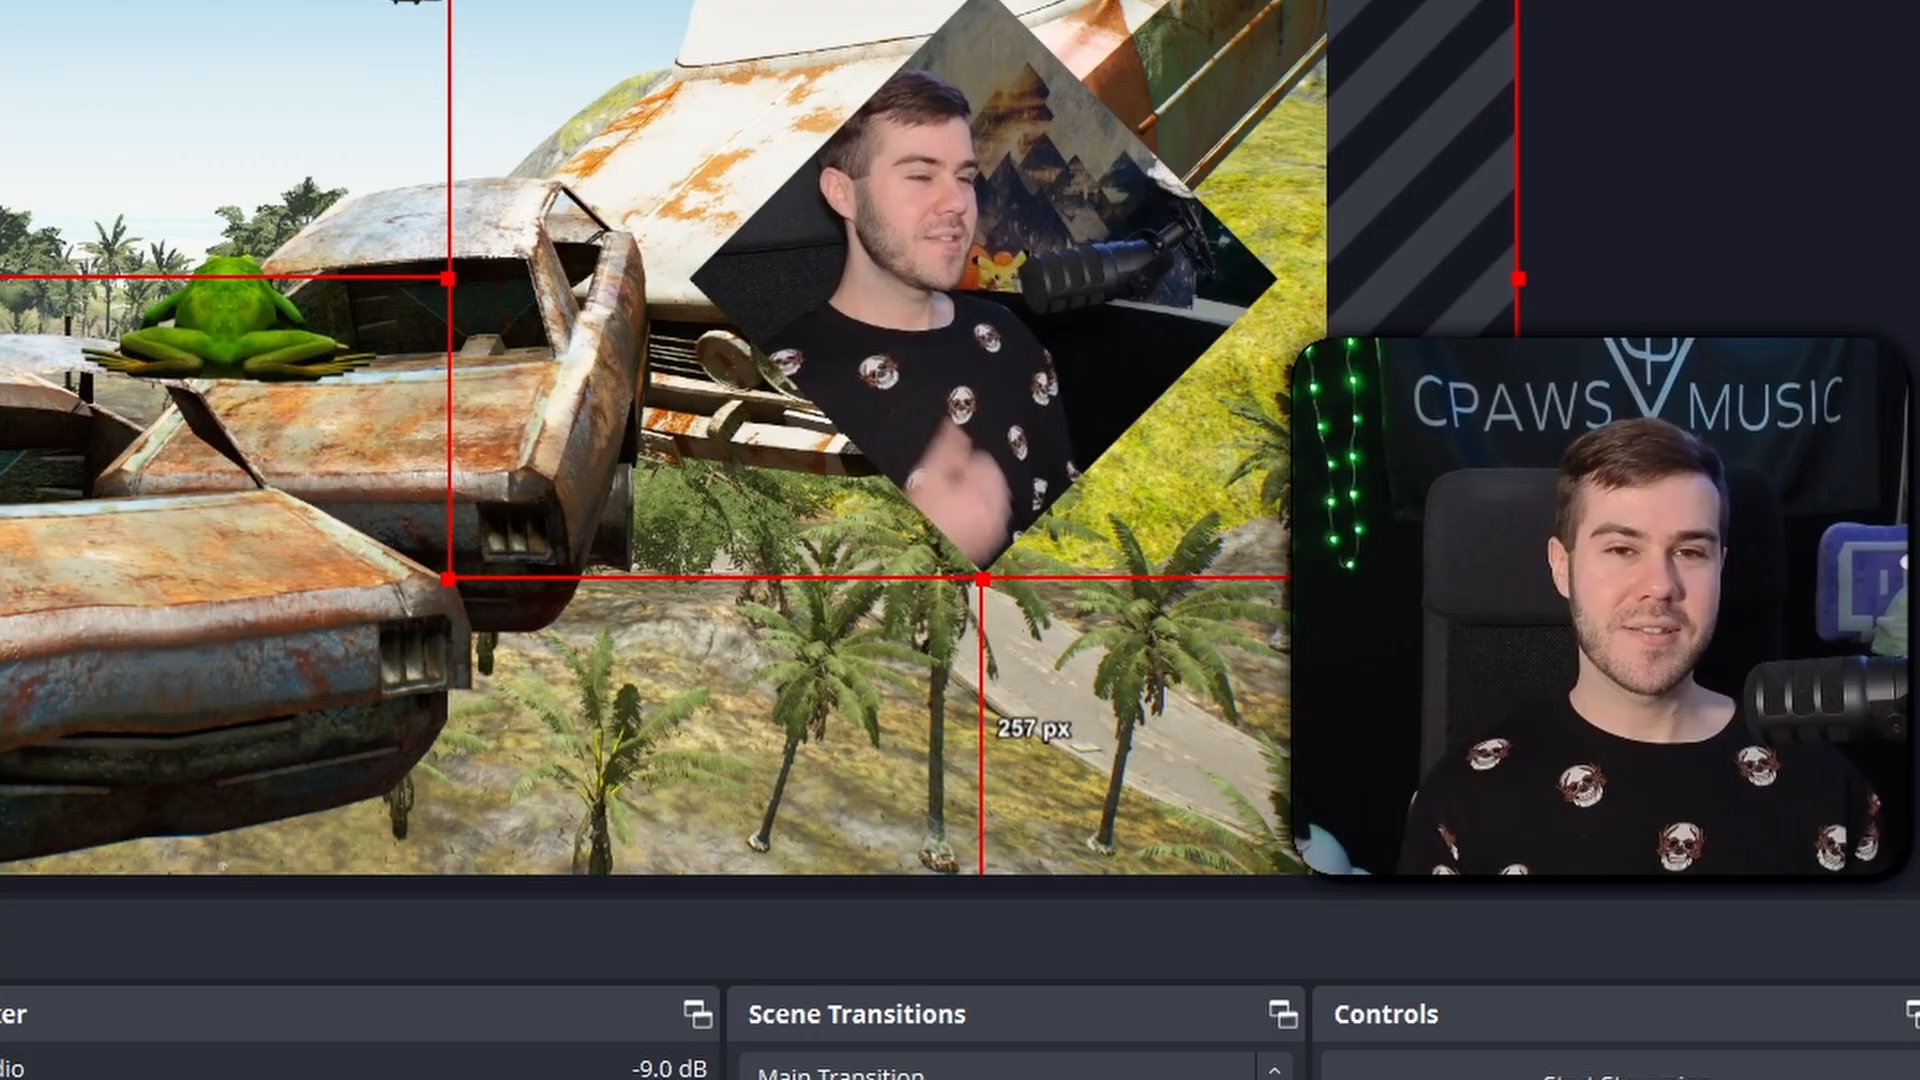 CPAWS MUSIC
257 px
Scene Transitions
Controls
-9.0 dB
Main Transition